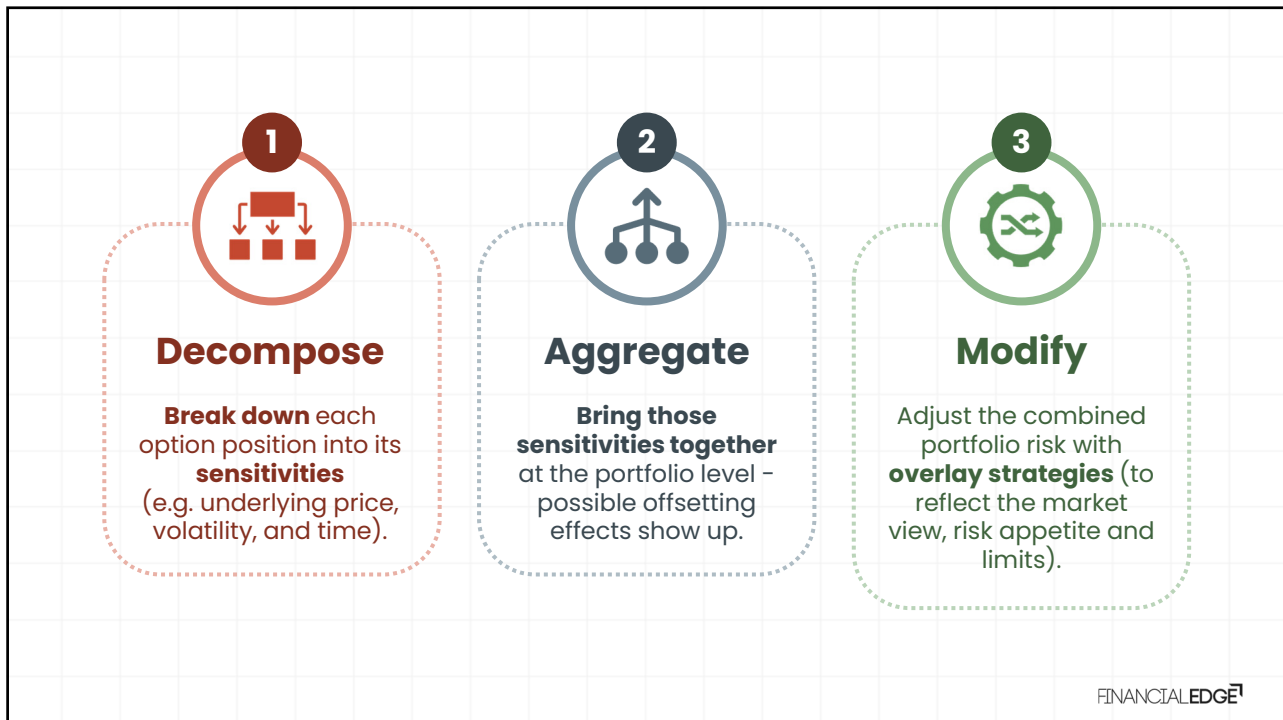 1
Decompose
Break down each
option position into its
sensitivities
(e.g. underlying price,
volatility, and time).
2
Aggregate
Bring those
sensitivities together
at the portfolio level -
possible offsetting
effects show up.
3
Modify
Adjust the combined
portfolio risk with
overlay strategies (to
reflect the market
view, risk appetite and
limits).
FINANCIALEDGE